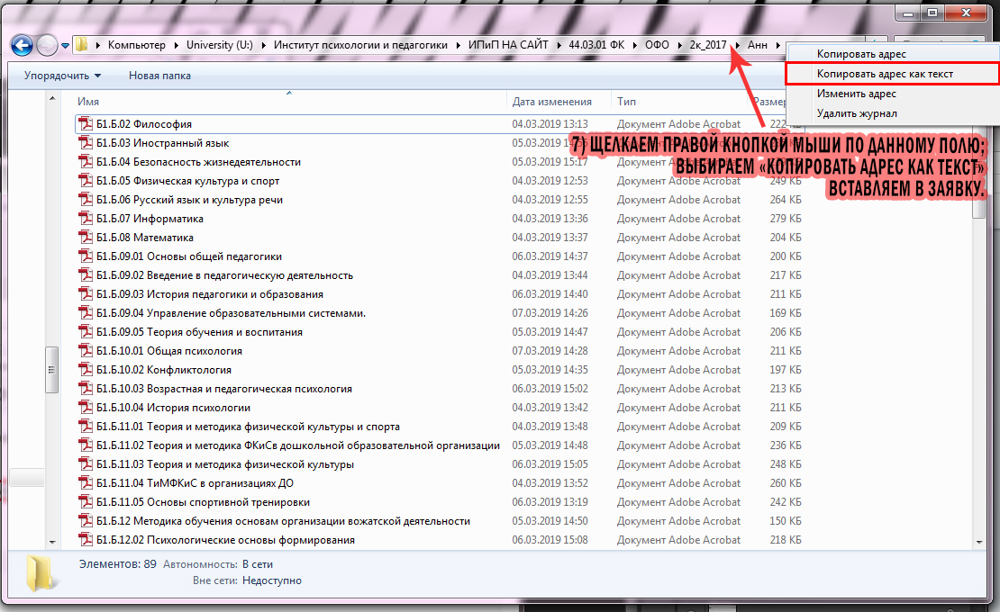 Компьютер University (U:) Институт психологии и педагогики ИПиП НА САЙТ 44.03.01 ФК ОФО 2к_2017 Анн
Копировать адрес
Копировать адрес как текст
Изменить адрес
Удалить журнал
Упорядочить Новая папка
Имя Дата изменения Тип Размер
7) ЩЕЛКАЕМ ПРАВОЙ КНОПКОЙ МЫШИ ПО ДАННОМУ ПОЛЮ;
ВЫБИРАЕМ «КОПИРОВАТЬ АДРЕС КАК ТЕКСТ»
ВСТАВЛЯЕМ В ЗАЯВКУ.
Б1.Б.02 Философия 04.03.2019 13:13 Документ Adobe Acrobat 222 КБ
Б1.Б.03 Иностранный язык 05.03.2019 Документ Adobe Acrobat
Б1.Б.04 Безопасность жизнедеятельности 05.03.2019 15:17 Документ Adobe Acrobat
Б1.Б.05 Физическая культура и спорт 04.03.2019 12:53 Документ Adobe Acrobat 249 КБ
Б1.Б.06 Русский язык и культура речи 04.03.2019 12:55 Документ Adobe Acrobat 264 КБ
Б1.Б.07 Информатика 04.03.2019 13:36 Документ Adobe Acrobat 279 КБ
Б1.Б.08 Математика 04.03.2019 13:37 Документ Adobe Acrobat 204 КБ
Б1.Б.09.01 Основы общей педагогики 06.03.2019 14:37 Документ Adobe Acrobat 200 КБ
Б1.Б.09.02 Введение в педагогическую деятельность 04.03.2019 13:44 Документ Adobe Acrobat 217 КБ
Б1.Б.09.03 История педагогики и образования 06.03.2019 14:40 Документ Adobe Acrobat 211 КБ
Б1.Б.09.04 Управление образовательными системами. 07.03.2019 14:26 Документ Adobe Acrobat 169 КБ
Б1.Б.09.05 Теория обучения и воспитания 05.03.2019 14:47 Документ Adobe Acrobat 206 КБ
Б1.Б.10.01 Общая психология 07.03.2019 14:28 Документ Adobe Acrobat 211 КБ
Б1.Б.10.02 Конфликтология 05.03.2019 14:35 Документ Adobe Acrobat 197 КБ
Б1.Б.10.03 Возрастная и педагогическая психология 06.03.2019 15:02 Документ Adobe Acrobat 213 КБ
Б1.Б.10.04 История психологии 04.03.2019 13:42 Документ Adobe Acrobat 211 КБ
Б1.Б.11.01 Теория и методика физической культуры и спорта 04.03.2019 13:48 Документ Adobe Acrobat 209 КБ
Б1.Б.11.02 Теория и методика ФКиСв дошкольной образовательной организации 05.03.2019 14:48 Документ Adobe Acrobat 236 КБ
Б1.Б.11.03 Теория и методика физической культуры 06.03.2019 15:05 Документ Adobe Acrobat 248 КБ
Б1.Б.11.04 ТиМФКиС в организациях ДО 04.03.2019 13:52 Документ Adobe Acrobat 260 КБ
Б1.Б.11.05 Основы спортивной тренировки 06.03.2019 13:19 Документ Adobe Acrobat 242 КБ
Б1.Б.12 Методика обучения основам организации вожатской деятельности 05.03.2019 14:50 Документ Adobe Acrobat 150 КБ
Б1.Б.12.02 Психологические основы формирования 06.03.2019 15:08 Документ Adobe Acrobat 218 КБ
Элементов: 89 Автономность: В сети
Вне сети: Недоступно